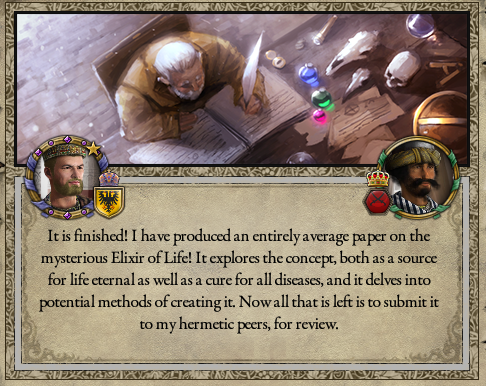 It is finished! I have produced an entirely average paper on the
mysterious Elixir of Life! It explores the concept, both as a source
for life eternal as well as a cure for all diseases, and it delves into
potential methods of creating it. Now all that is left is to submit it
to my hermetic peers, for review.